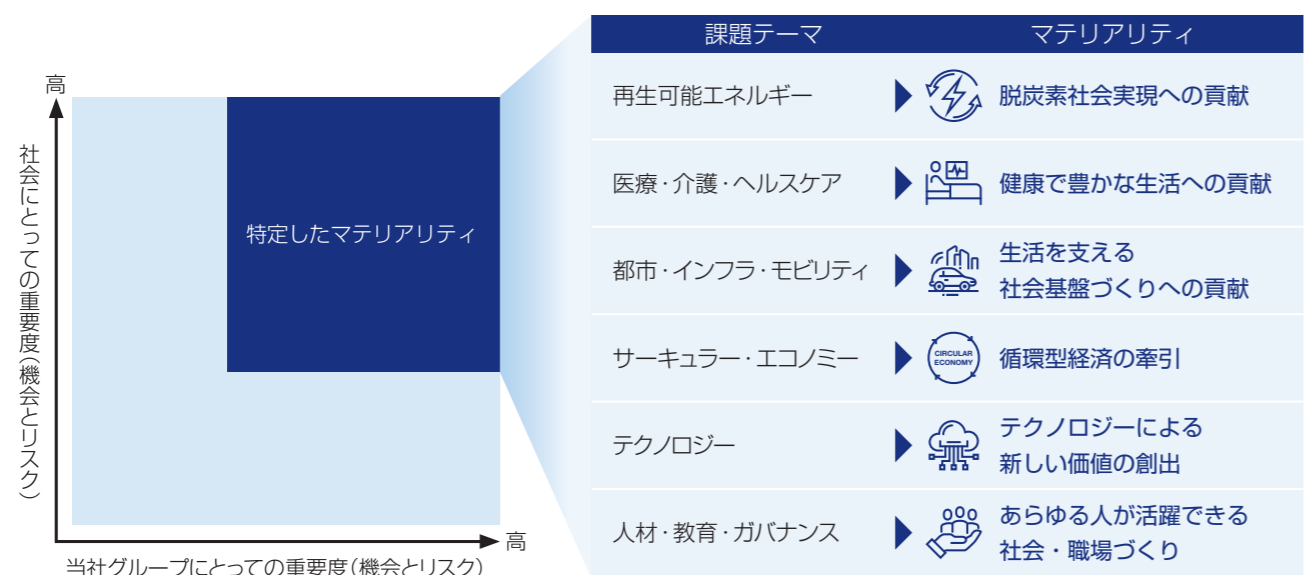 高
社会にとっての重要度(機会とリスク)
特定したマテリアリティ
高
当社グループにとっての重要度(機会とリスク)
課題テーマ マテリアリティ
再生可能エネルギー 脱炭素社会実現への貢献
医療・介護・ヘルスケア 健康で豊かな生活への貢献
都市・インフラ・モビリティ 生活を支える
社会基盤づくりへの貢献
サーキュラー・エコノミー CIRCULAR
ECONOMY 循環型経済の牽引
テクノロジー テクノロジーによる
新しい価値の創出
人材・教育・ガバナンス あらゆる人が活躍できる
社会・職場づくり